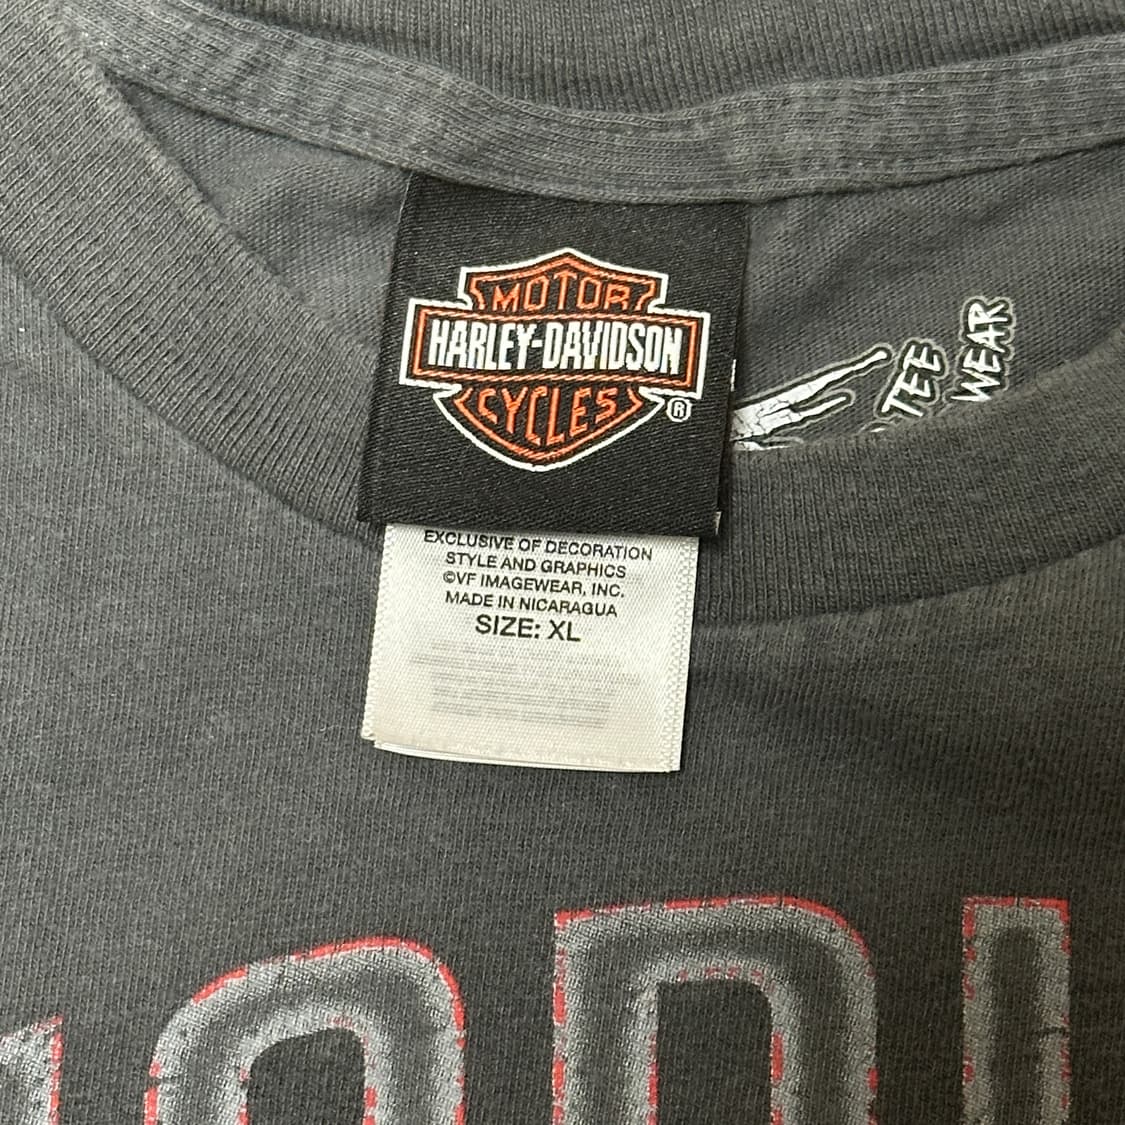 MOTOR
HARLEY-DAVIDSON
CYCLES
®
TEE
WEAR
EXCLUSIVE OF DECORATION
STYLE AND GRAPHICS
©VF IMAGEWEAR, INC.
MADE IN NICARAGUA
SIZE: XL